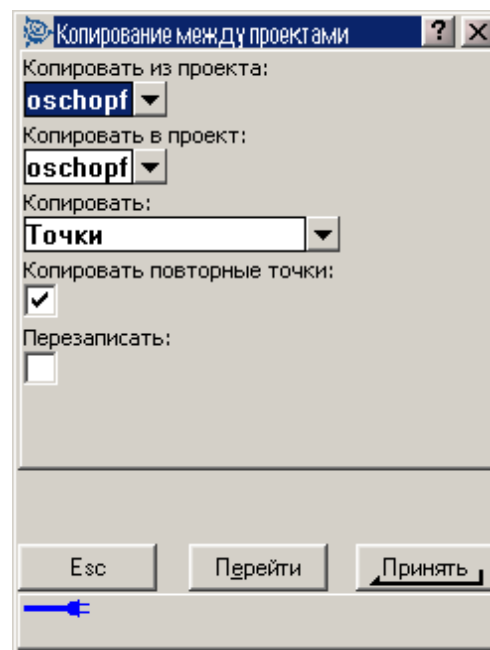 Копирование между проектами ? X
Копировать из проекта:
oschopf
Копировать в проект:
oschopf
Копировать:
Точки
Копировать повторные точки:
Перезаписать:
Esc Перейти Принять